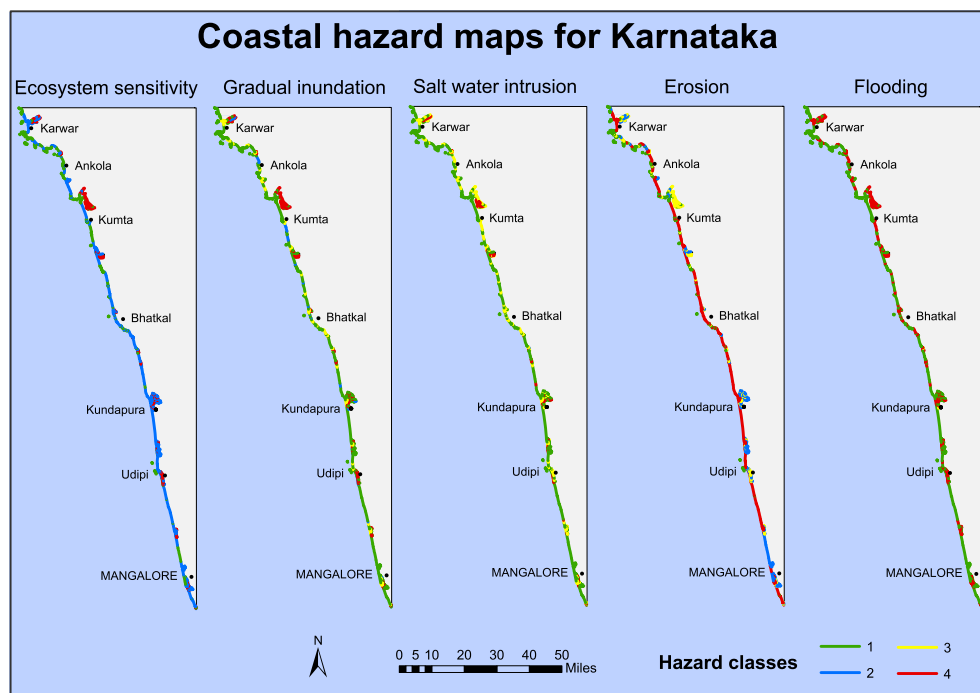 Coastal hazard maps for Karnataka
Ecosystem sensitivity
Karwar
Ankola
Kumta
Bhatkal
Kundapura
Udipi
MANGALORE
Gradual inundation
Karwar
Ankola
Kumta
Bhatkal
Kundapura
Udipi
MANGALORE
Salt water intrusion
Karwar
Ankola
Kumta
Bhatkal
Kundapura
Udipi
MANGALORE
Erosion
Karwar
Ankola
Kumta
Bhatkal
Kundapura
Udipi
MANGALORE
Flooding
Karwar
Ankola
Kumta
Bhatkal
Kundapura
Udipi
MANGALORE
N
0 5 10 20 30 40 50
Miles
Hazard classes
1 3
2 4